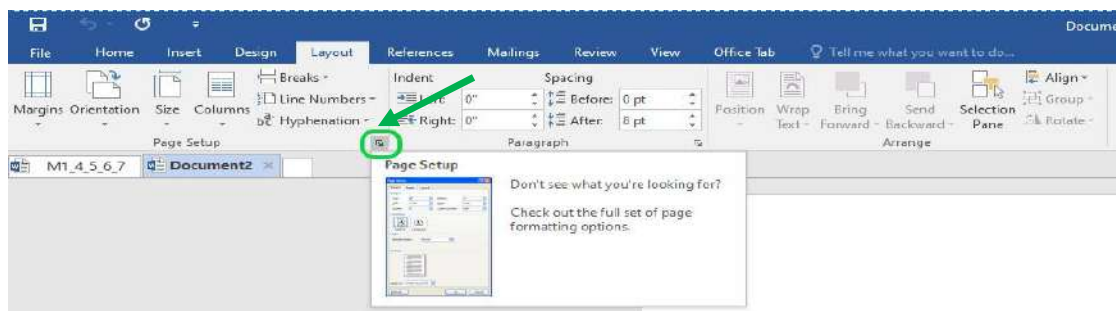 Docume
File Home Insert Design Layout References Mailings Review View Office Tab Tell me what you want to do...
Breaks Indent Spacing Align
Line Numbers Left: 0" Before: 0 pt Group
Margins Orientation Size Columns Position Wrap Bring Send Selection
Hyphenation Right: 0" After: 8 pt Text Forward Backward Pane Rotate
Page Setup Paragraph Arrange
M1_4_5_6_7 Document2
Page Setup
Don't see what you're looking for?
Check out the full set of page
formatting options.